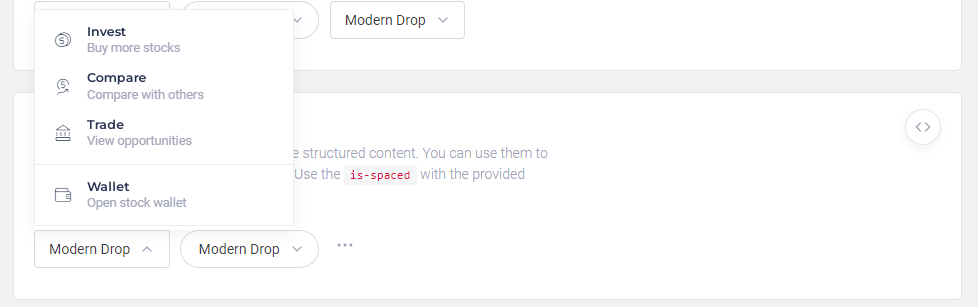 Modern Drop
Invest
Buy more stocks
Compare
Compare with others
Trade
View opportunities
Wallet
Open stock wallet
e structured content. You can use them to
Use the is-spaced with the provided
Modern Drop
Modern Drop